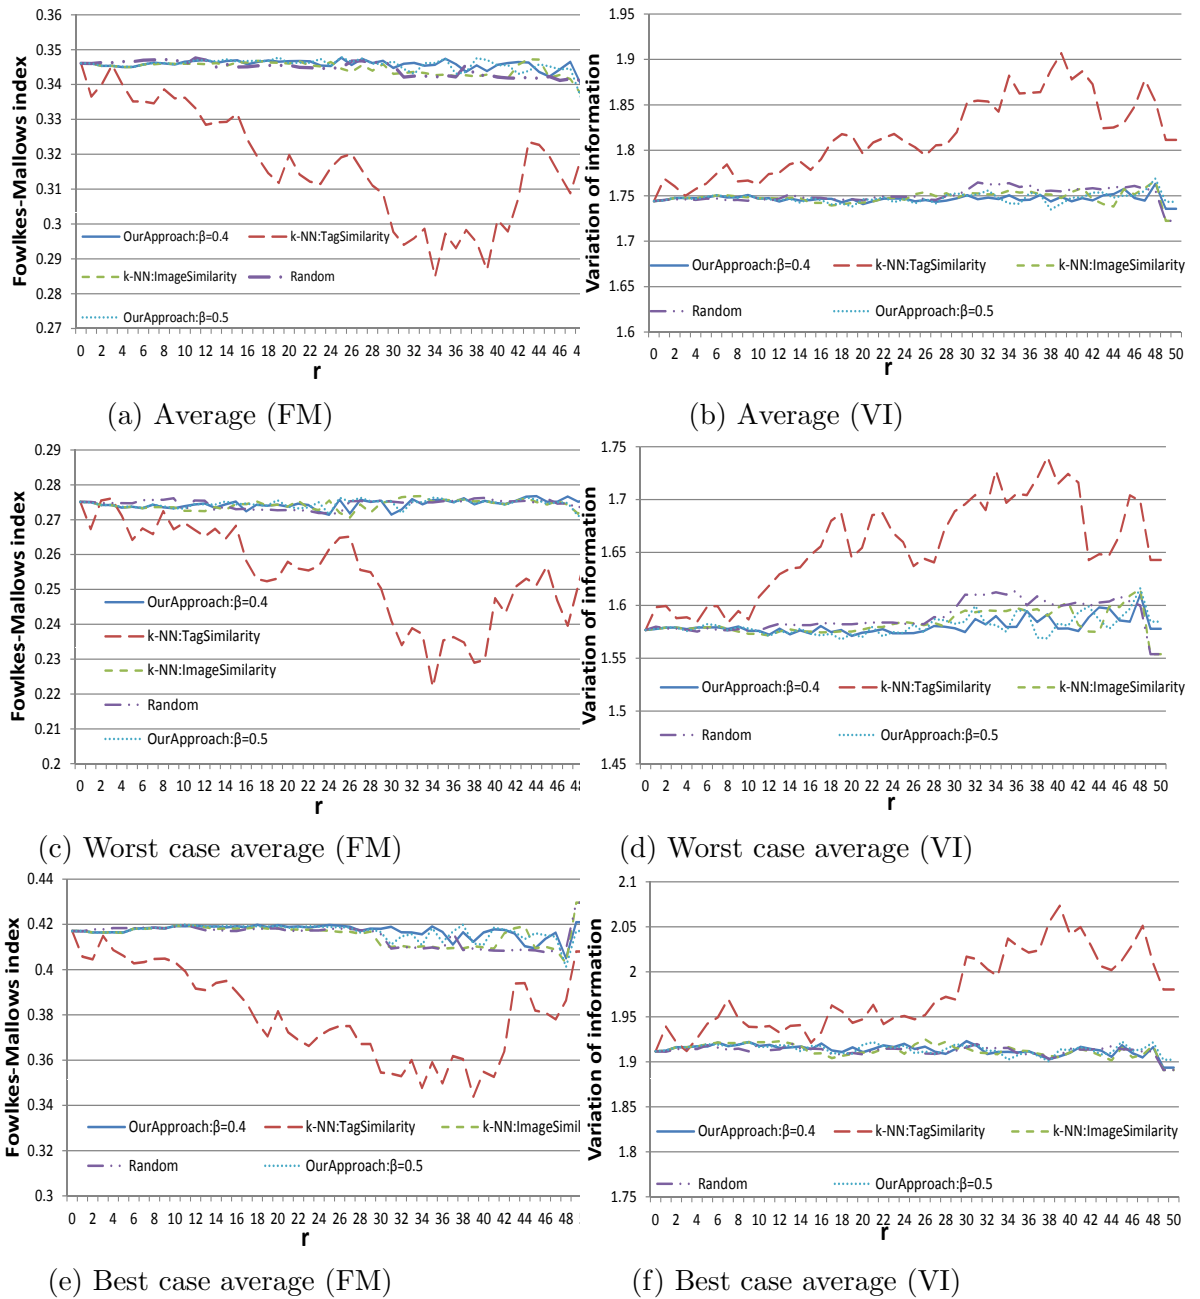 0.36
0.35
0.34
0.33
0.32
0.31
0.3
0.29
0.28
0.27
Fowlkes-Mallows index
OurApproach:β=0.4
k-NN:TagSimilarity
k-NN:ImageSimilarity
Random
OurApproach:β=0.5
0 2 4 6 8 10 12 14 16 18 20 22 24 26 28 30 32 34 36 38 40 42 44 46
r
(a) Average (FM)
1.95
1.9
1.85
1.8
1.75
1.7
1.65
1.6
Variation of information
OurApproach:β=0.4
k-NN:TagSimilarity
k-NN:ImageSimilarity
Random
OurApproach:β=0.5
0 2 4 6 8 10 12 14 16 18 20 22 24 26 28 30 32 34 36 38 40 42 44 46 48 50
r
(b) Average (VI)
0.29
0.28
0.27
0.26
0.25
0.24
0.23
0.22
0.21
0.2
Fowlkes-Mallows index
OurApproach:β=0.4
k-NN:TagSimilarity
k-NN:ImageSimilarity
Random
OurApproach:β=0.5
0 2 4 6 8 10 12 14 16 18 20 22 24 26 28 30 32 34 36 38 40 42 44 46 48
r
(c) Worst case average (FM)
1.75
1.7
1.65
1.6
1.55
1.5
1.45
Variation of information
OurApproach:β=0.4
k-NN:TagSimilarity
k-NN:ImageSimilarity
Random
OurApproach:β=0.5
0 2 4 6 8 10 12 14 16 18 20 22 24 26 28 30 32 34 36 38 40 42 44 46 48 50
r
(d) Worst case average (VI)
0.44
0.42
0.4
0.38
0.36
0.34
0.32
0.3
Fowlkes-Mallows index
OurApproach:β=0.4
k-NN:TagSimilarity
k-NN:ImageSimil
Random
OurApproach:β=0.5
0 2 4 6 8 10 12 14 16 18 20 22 24 26 28 30 32 34 36 38 40 42 44 46 48
r
(e) Best case average (FM)
2.1
2.05
2
1.95
1.9
1.85
1.8
1.75
Variation of information
OurApproach:β=0.4
k-NN:TagSimilarity
k-NN:ImageSimilarity
Random
OurApproach:β=0.5
0 2 4 6 8 10 12 14 16 18 20 22 24 26 28 30 32 34 36 38 40 42 44 46 48 50
r
(f) Best case average (VI)